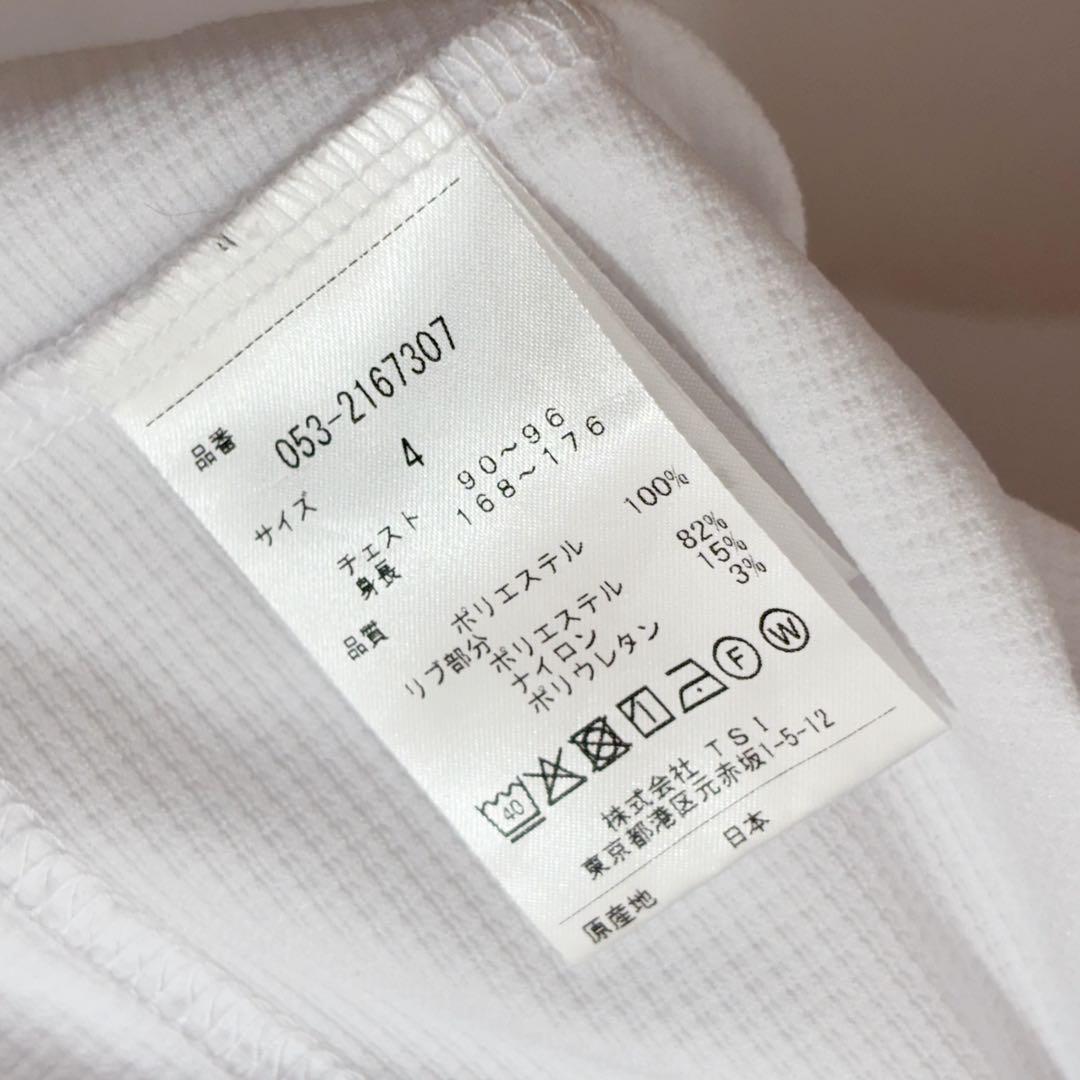 品番 053-2167307
サイズ 4
チェスト 90～96
身長 168～176
品質 ポリエステル 100%
リブ部分
ポリエステル 82%
ナイロン 15%
ポリウレタン 3%
40 F W
株式会社 TSI
東京都港区元赤坂1-5-12
原産地 日本